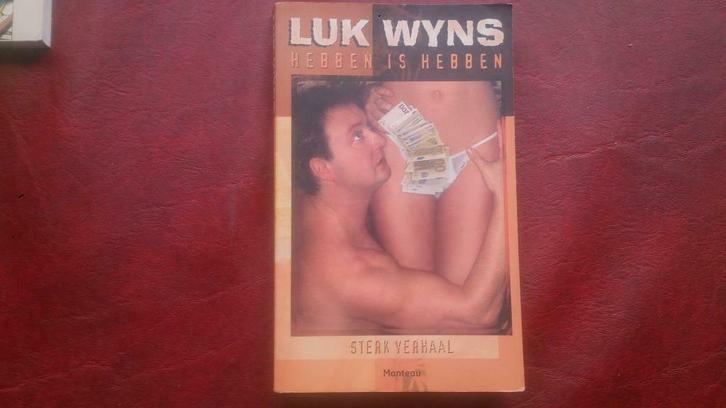 LUK WYNS
HEBBEN IS HEBBEN
STERK VERHAAL
Manteau